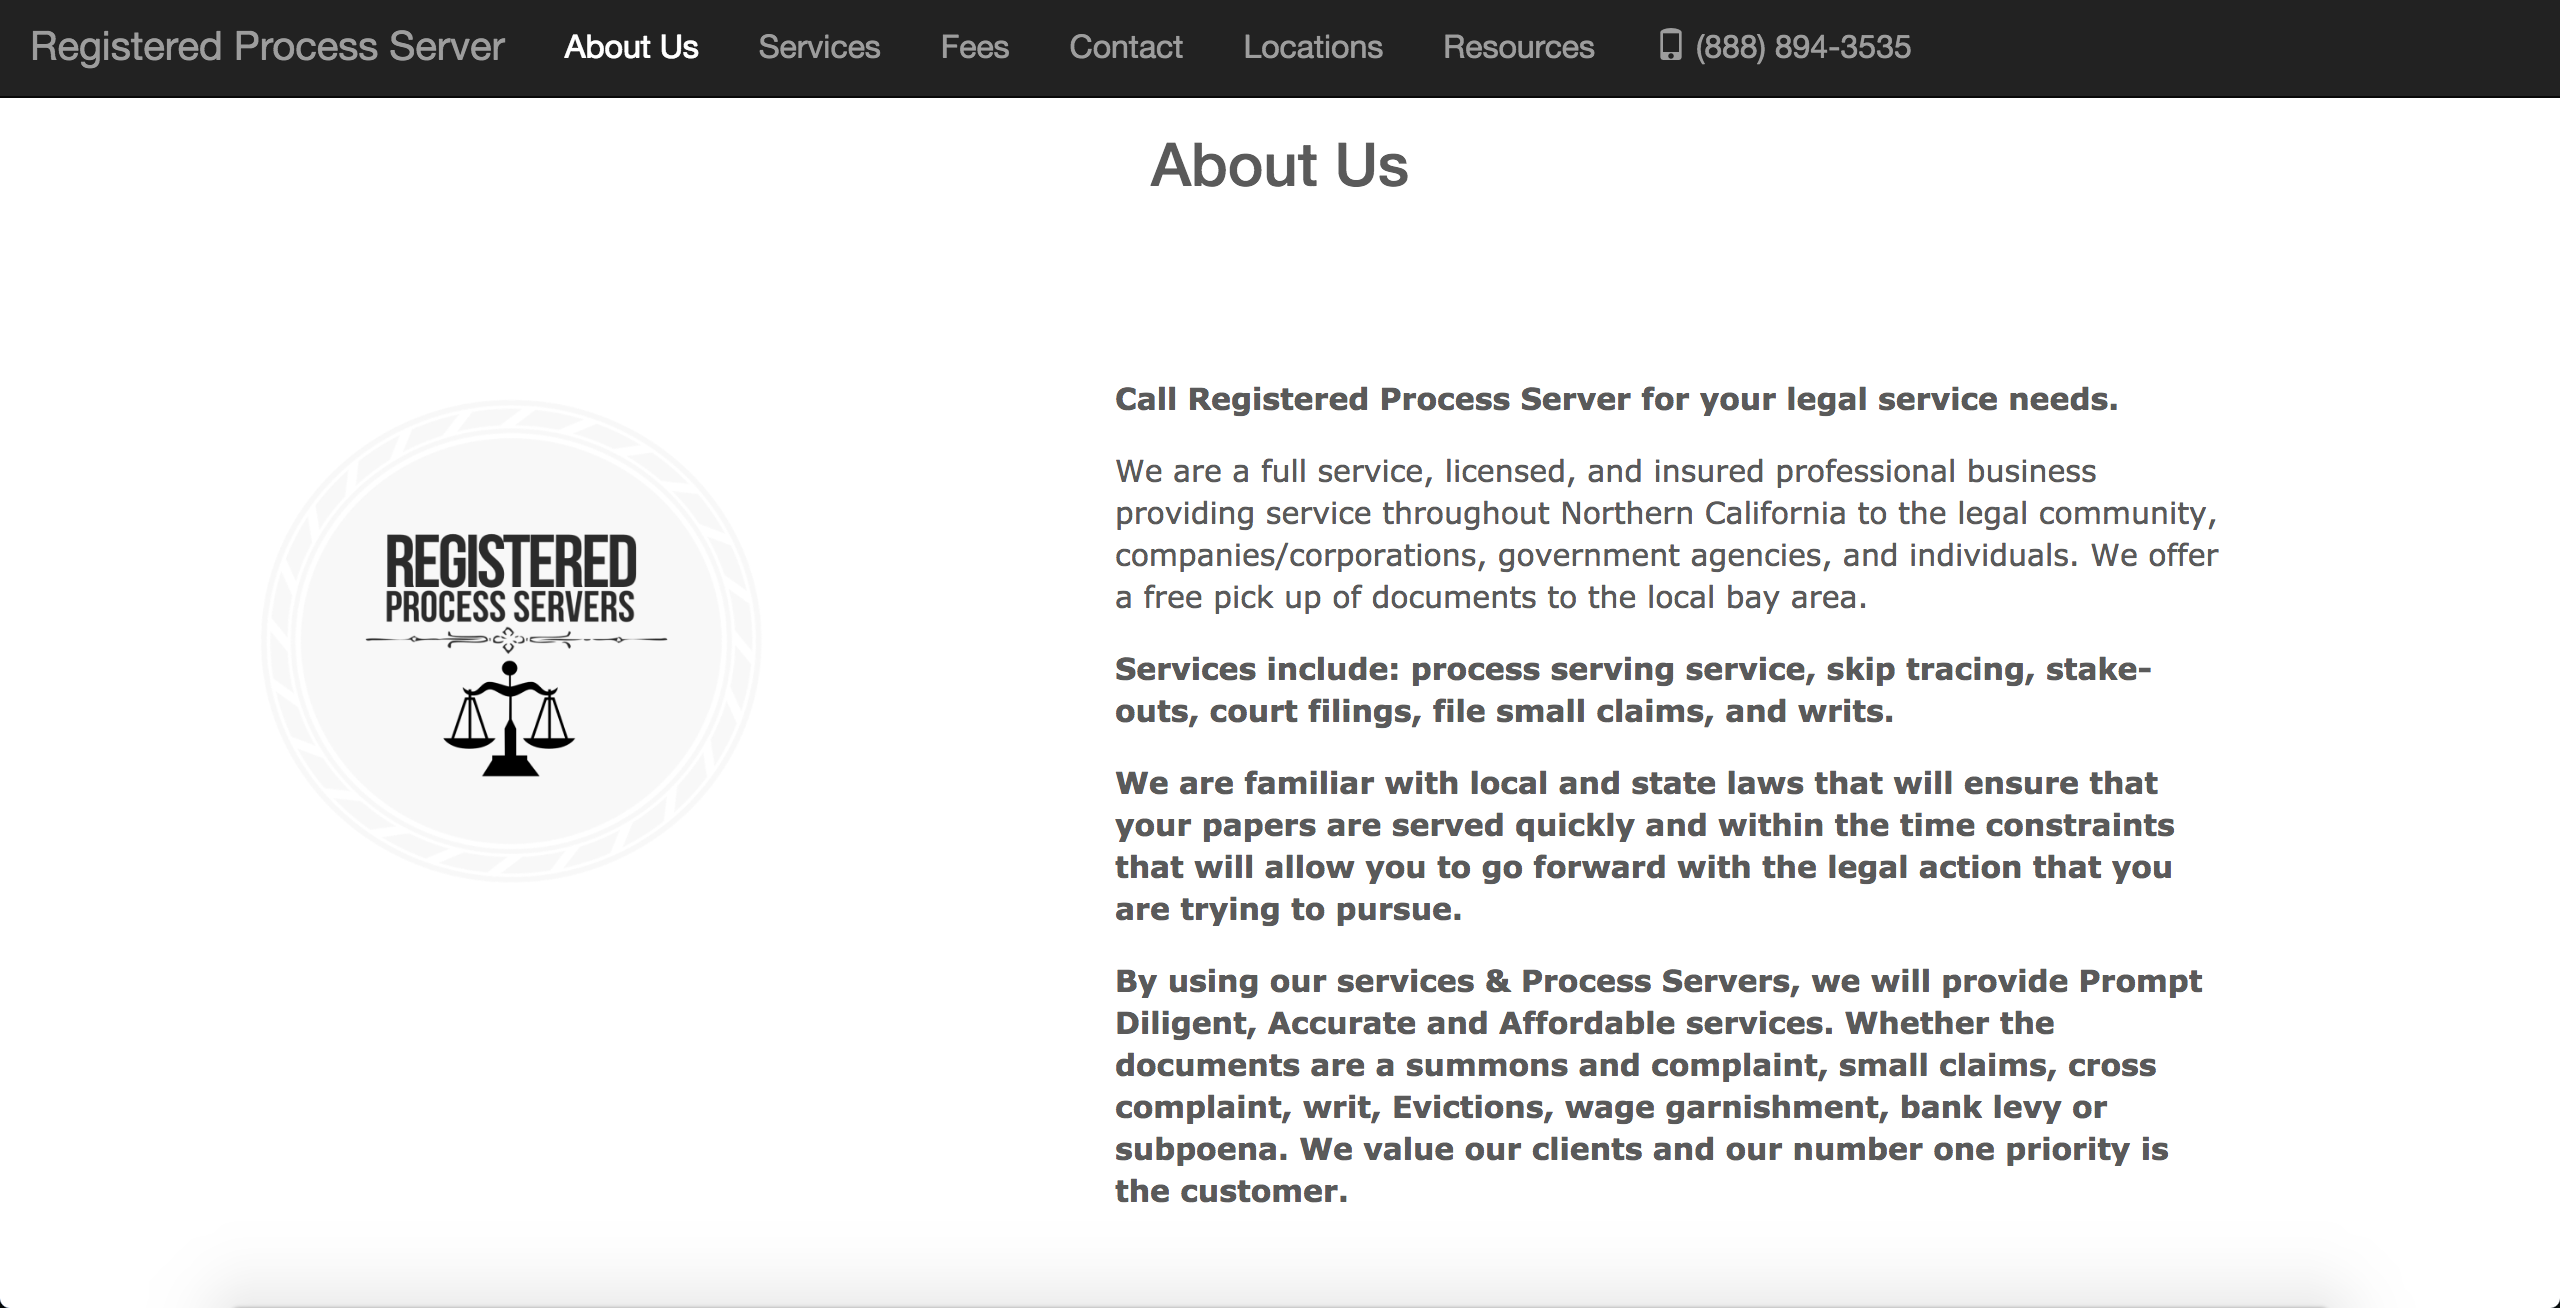 Registered Process Server About Us Services Fees Contact Locations Resources (888) 894-3535
About Us
REGISTERED
PROCESS SERVERS
Call Registered Process Server for your legal service needs.
We are a full service, licensed, and insured professional business
providing service throughout Northern California to the legal community,
companies/corporations, government agencies, and individuals. We offer
a free pick up of documents to the local bay area.
Services include: process serving service, skip tracing, stake-
outs, court filings, file small claims, and writs.
We are familiar with local and state laws that will ensure that
your papers are served quickly and within the time constraints
that will allow you to go forward with the legal action that you
are trying to pursue.
By using our services & Process Servers, we will provide Prompt
Diligent, Accurate and Affordable services. Whether the
documents are a summons and complaint, small claims, cross
complaint, writ, Evictions, wage garnishment, bank levy or
subpoena. We value our clients and our number one priority is
the customer.